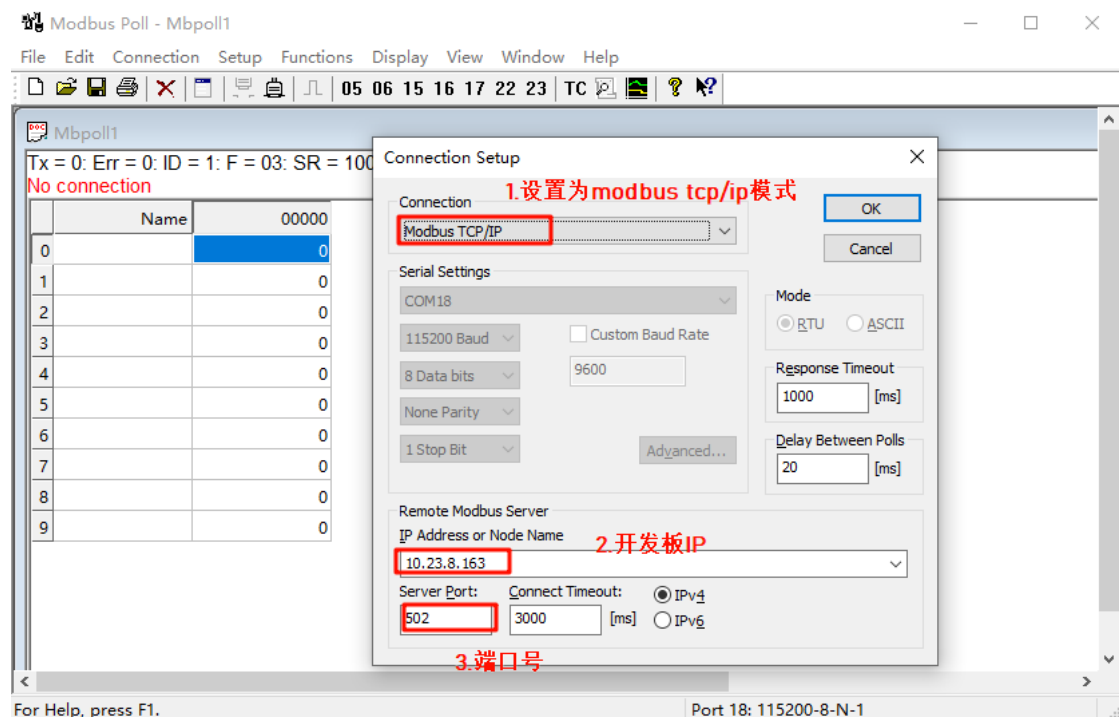 Modbus Poll - Mbpoll1
File Edit Connection Setup Functions Display View Window Help
05 06 15 16 17 22 23 TC
Mbpoll1
Tx = 0: Err = 0: ID = 1: F = 03: SR = 100
No connection
Name 00000
0 0
1 0
2 0
3 0
4 0
5 0
6 0
7 0
8 0
9 0
Connection Setup
1.设置为modbus tcp/ip模式
Connection
Modbus TCP/IP
OK
Cancel
Serial Settings
COM18
115200 Baud
Custom Baud Rate
8 Data bits
9600
None Parity
1 Stop Bit
Advanced...
Mode
RTU ASCII
Response Timeout
1000 [ms]
Delay Between Polls
20 [ms]
Remote Modbus Server
IP Address or Node Name
2.开发板IP
10.23.8.163
Server Port: Connect Timeout: IPv4
502 3000 [ms] IPv6
3.端口号
For Help, press F1. Port 18: 115200-8-N-1